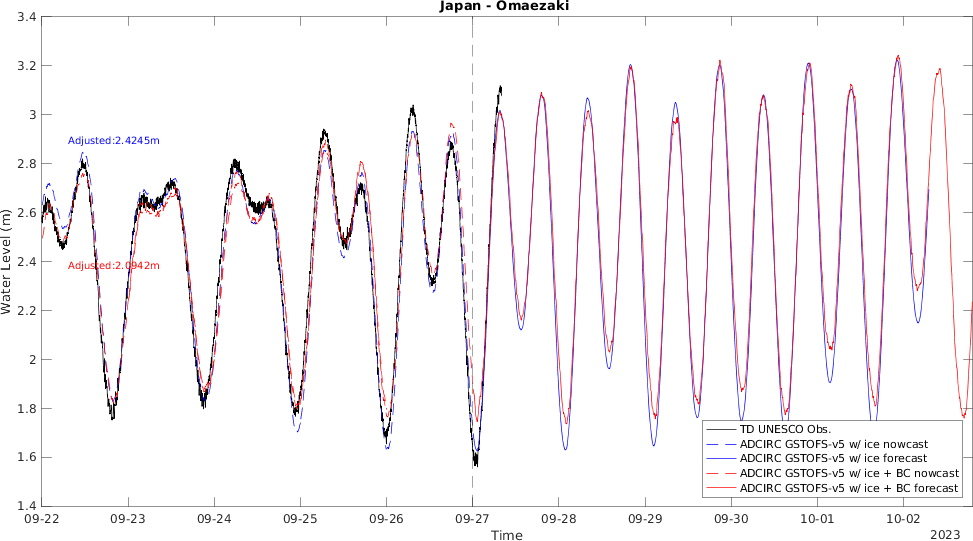 Japan - Omaezaki
3.4
3.2
3
2.8
2.6
2.4
2.2
2
1.8
1.6
1.4
Water Level (m)
Adjusted:2.4245m
Adjusted:2.0942m
TD UNESCO Obs.
ADCIRC GSTOFS-v5 w/ ice nowcast
ADCIRC GSTOFS-v5 w/ ice forecast
ADCIRC GSTOFS-v5 w/ ice + BC nowcast
ADCIRC GSTOFS-v5 w/ ice + BC forecast
09-22 09-23 09-24 09-25 09-26 09-27 09-28 09-29 09-30 10-01 10-02
Time
2023